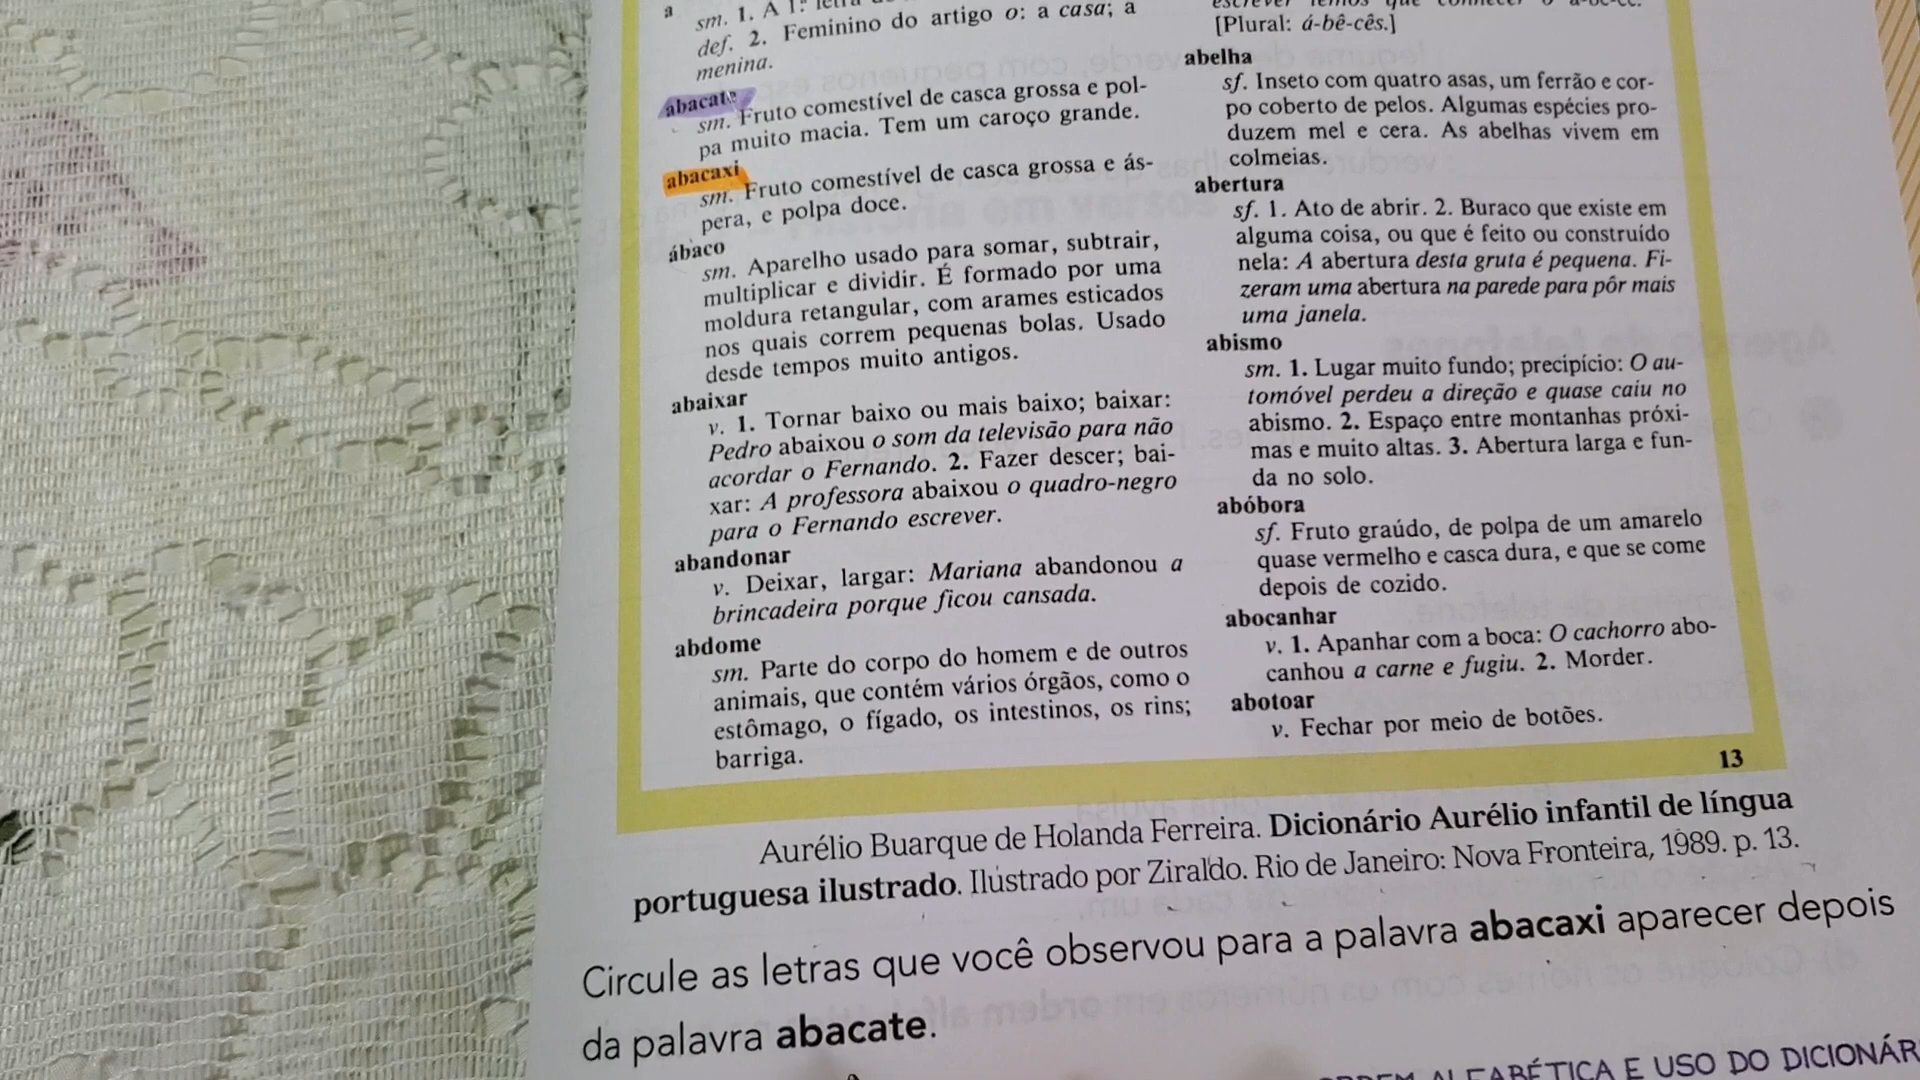 a
sm. 1. A 1ª letra
def. 2. Feminino do artigo o: a casa; a
menina.
abacate
sm. Fruto comestível de casca grossa e pol-
pa muito macia. Tem um caroço grande.
abacaxi
sm. Fruto comestível de casca grossa e ás-
pera, e polpa doce.
ábaco
sm. Aparelho usado para somar, subtrair,
multiplicar e dividir. É formado por uma
moldura retangular, com arames esticados
nos quais correm pequenas bolas. Usado
desde tempos muito antigos.
abaixar
v. 1. Tornar baixo ou mais baixo; baixar:
Pedro abaixou o som da televisão para não
acordar o Fernando. 2. Fazer descer; bai-
xar: A professora abaixou o quadro-negro
para o Fernando escrever.
abandonar
v. Deixar, largar: Mariana abandonou a
brincadeira porque ficou cansada.
abdome
sm. Parte do corpo do homem e de outros
animais, que contém vários órgãos, como o
estômago, o fígado, os intestinos, os rins;
barriga.
[Plural: á-bê-cês.]
abelha
sf. Inseto com quatro asas, um ferrão e cor-
po coberto de pelos. Algumas espécies pro-
duzem mel e cera. As abelhas vivem em
colmeias.
abertura
sf. 1. Ato de abrir. 2. Buraco que existe em
alguma coisa, ou que é feito ou construído
nela: A abertura desta gruta é pequena. Fi-
zeram uma abertura na parede para pôr mais
uma janela.
abismo
sm. 1. Lugar muito fundo; precipício: O au-
tomóvel perdeu a direção e quase caiu no
abismo. 2. Espaço entre montanhas próxi-
mas e muito altas. 3. Abertura larga e fun-
da no solo.
abóbora
sf. Fruto graúdo, de polpa de um amarelo
quase vermelho e casca dura, e que se come
depois de cozido.
abocanhar
v. 1. Apanhar com a boca: O cachorro abo-
canhou a carne e fugiu. 2. Morder.
abotoar
v. Fechar por meio de botões.
13
Aurélio Buarque de Holanda Ferreira. Dicionário Aurélio infantil de língua
portuguesa ilustrado. Ilustrado por Ziraldo. Rio de Janeiro: Nova Fronteira, 1989. p. 13.
Circule as letras que você observou para a palavra abacaxi aparecer depois
da palavra abacate.
ALFABÉTICA E USO DO DICIONÁR